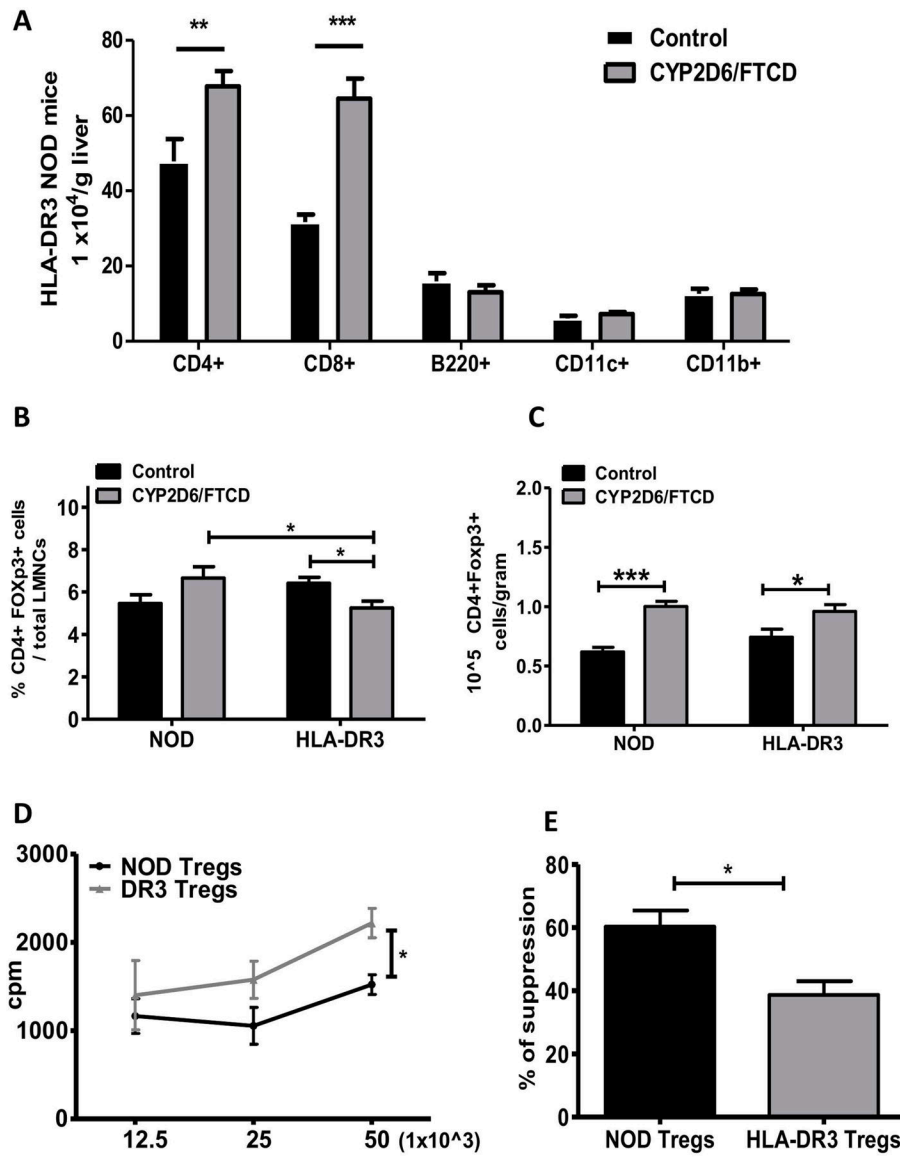 A
HLA-DR3 NOD mice
1 x10⁴/g liver
80
60
40
20
0
**
***
Control
CYP2D6/FTCD
CD4+
CD8+
B220+
CD11c+
CD11b+
B
Control
CYP2D6/FTCD
% CD4+ FOXp3+ cells
/ total LMNCs
10
8
6
4
2
0
*
*
NOD
HLA-DR3
C
Control
CYP2D6/FTCD
10^5 CD4+Foxp3+
cells/gram
2.0
1.5
1.0
0.5
0.0
***
*
NOD
HLA-DR3
D
NOD Tregs
DR3 Tregs
cpm
3000
2000
1000
0
*
12.5
25
50 (1x10^3)
E
% of suppression
80
60
40
20
0
*
NOD Tregs
HLA-DR3 Tregs